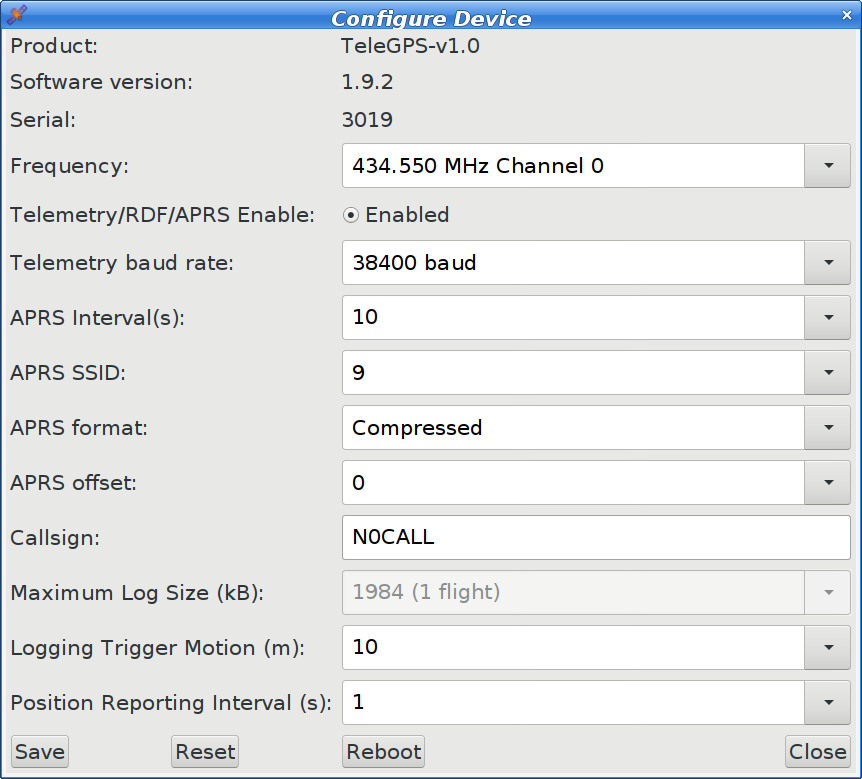 Configure Device
Product: TeleGPS-v1.0
Software version: 1.9.2
Serial: 3019
Frequency: 434.550 MHz Channel 0
Telemetry/RDF/APRS Enable: Enabled
Telemetry baud rate: 38400 baud
APRS Interval(s): 10
APRS SSID: 9
APRS format: Compressed
APRS offset: 0
Callsign: N0CALL
Maximum Log Size (kB): 1984 (1 flight)
Logging Trigger Motion (m): 10
Position Reporting Interval (s): 1
Save Reset Reboot Close